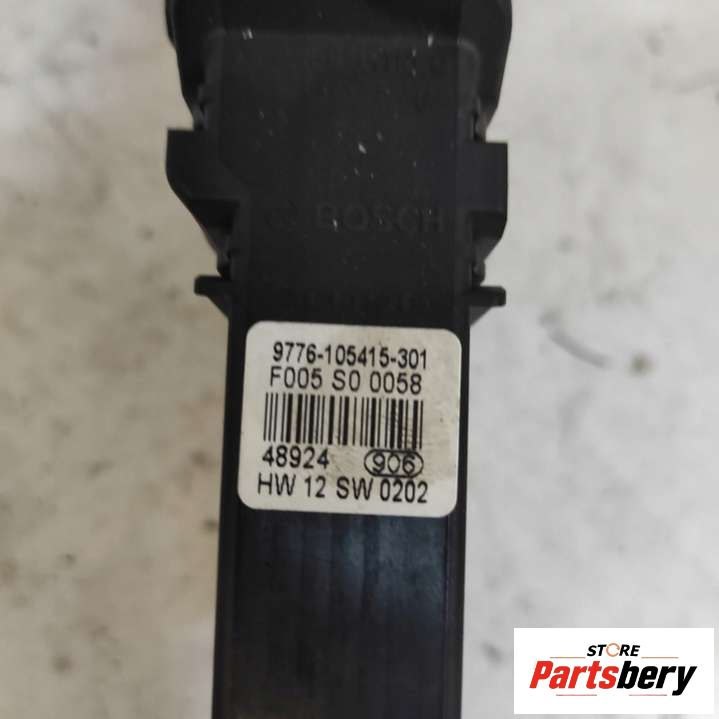 BOSCH
9776-105415-301
F005 S0 0058
48924 906
HW 12 SW 0202
STORE
Partsbery